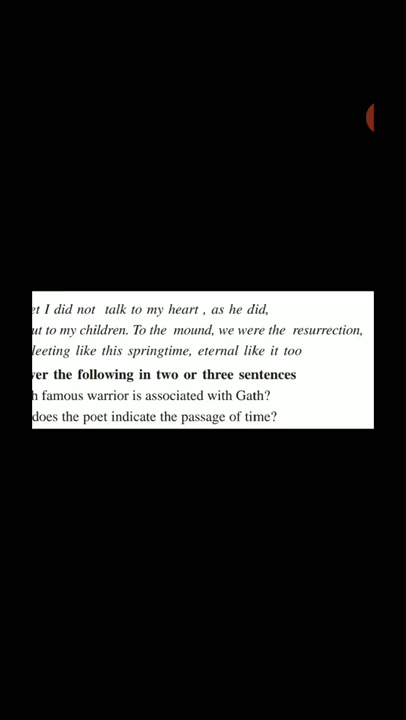 et I did not talk to my heart , as he did,
ut to my children. To the mound, we were the resurrection,
leeting like this springtime, eternal like it too
ver the following in two or three sentences
h famous warrior is associated with Gath?
does the poet indicate the passage of time?